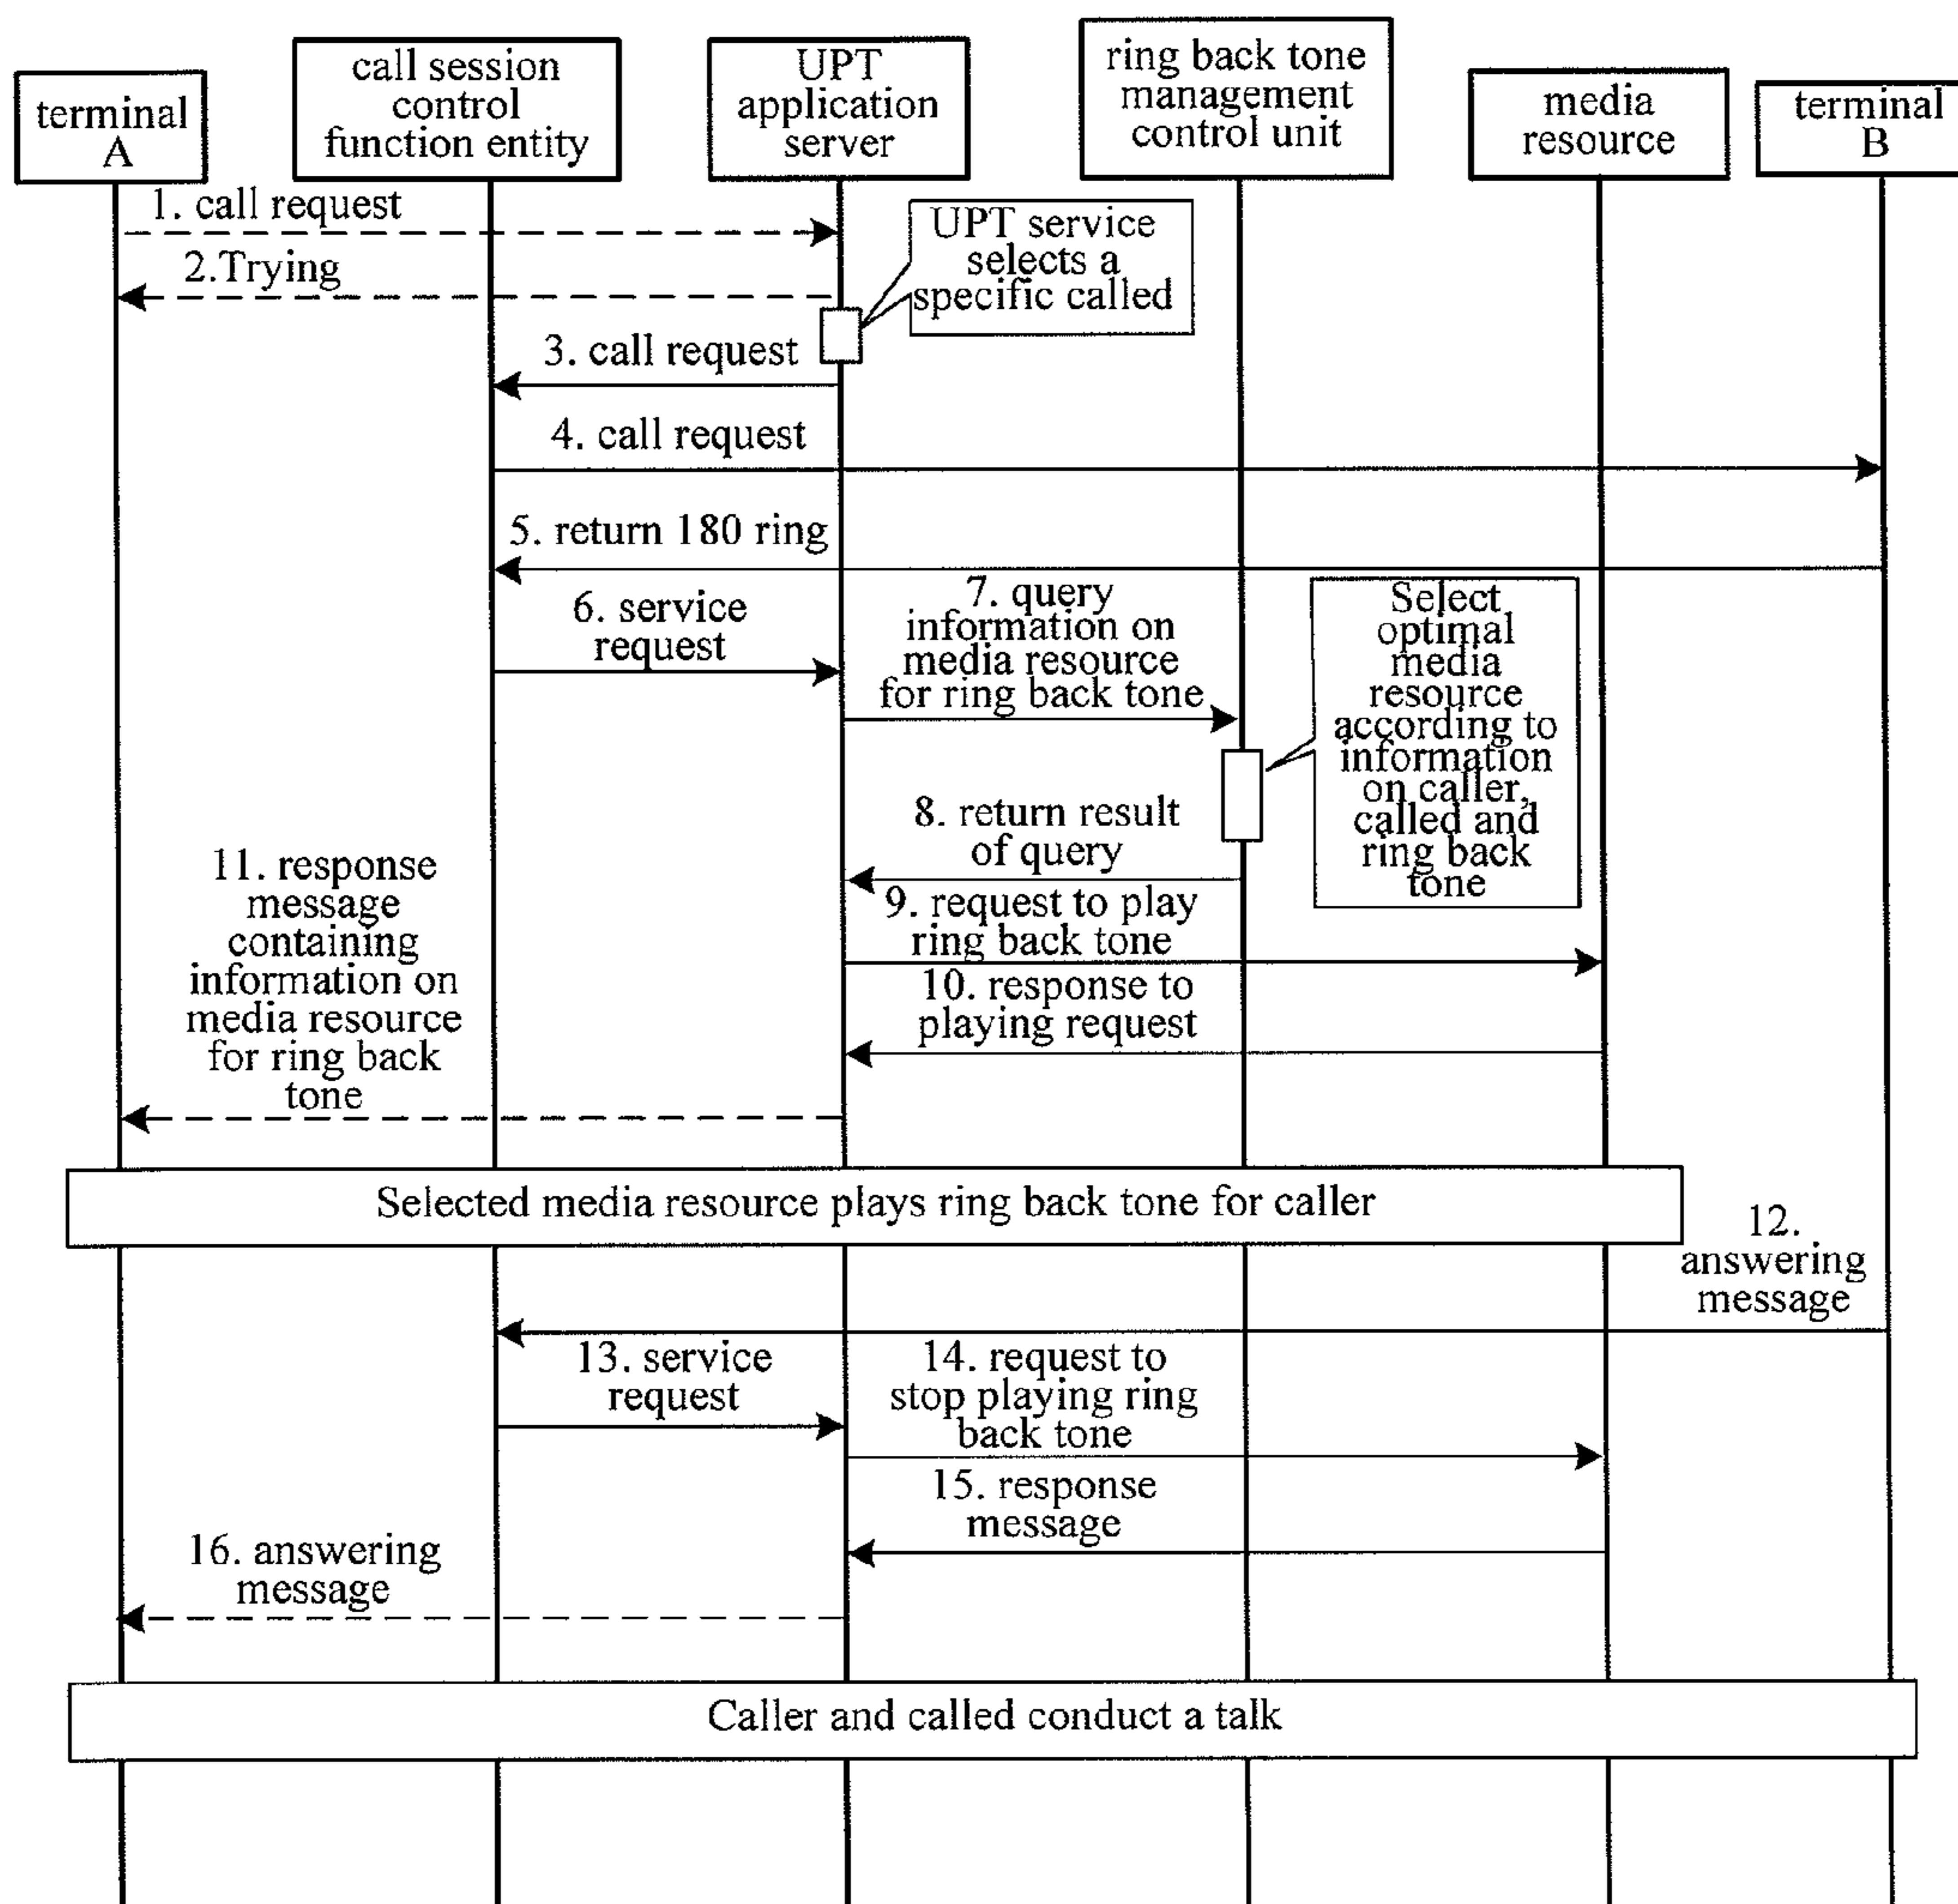 terminal
A
call session
control
function entity
UPT
application
server
ring back tone
management
control unit
media
resource
terminal
B
1. call request
2.Trying
UPT service
selects a
specific called
3. call request
4. call request
5. return 180 ring
6. service
request
7. query
information on
media resource
for ring back tone
Select
optimal
media
resource
according to
information
on caller,
called and
ring back
tone
8. return result
of query
9. request to play
ring back tone
10. response to
playing request
11. response
message
containing
information on
media resource
for ring back
tone
Selected media resource plays ring back tone for caller
12.
answering
message
13. service
request
14. request to
stop playing ring
back tone
15. response
message
16. answering
message
Caller and called conduct a talk